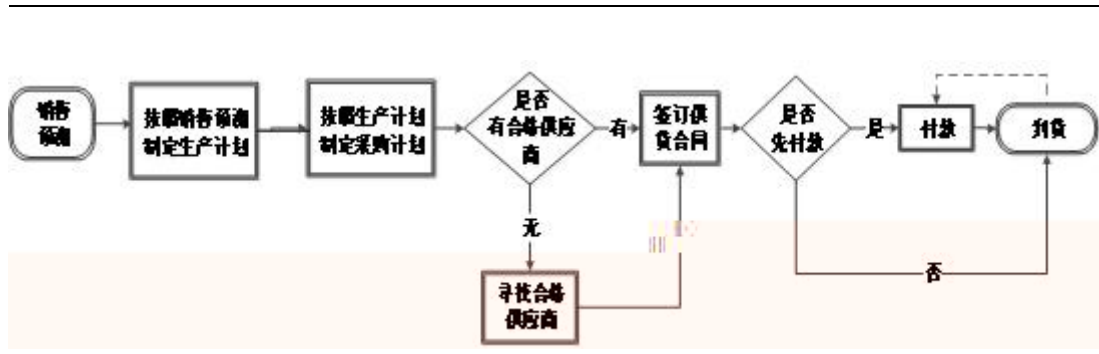 销售
预测
按照销售预测
制定生产计划
按照生产计划
制定采购计划
是否
有合格供应
商
有
签订供
货合同
是否
先付款
是
付款
到货
无
寻找合格
供应商
否